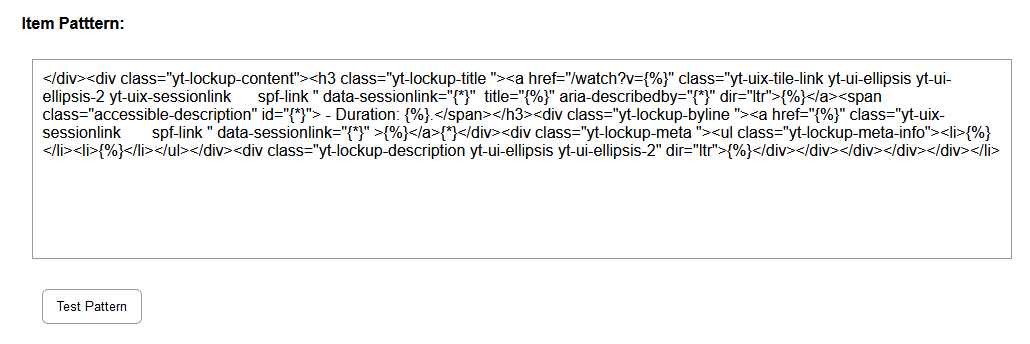 Item Patttern:
</div><div class="yt-lockup-content"><h3 class="yt-lockup-title "><a href="/watch?v={%}" class="yt-uix-tile-link yt-ui-ellipsis yt-ui-
ellipsis-2 yt-uix-sessionlink      spf-link " data-sessionlink="{*}"  title="{%}" aria-describedby="{*}" dir="ltr">{%}</a><span
class="accessible-description" id="{*}"> - Duration: {%}.</span></h3><div class="yt-lockup-byline "><a href="{%}" class="yt-uix-
sessionlink      spf-link " data-sessionlink="{*}" >{%}</a>{*}</div><div class="yt-lockup-meta "><ul class="yt-lockup-meta-info"><li>{%}
</li><li>{%}</li></ul></div><div class="yt-lockup-description yt-ui-ellipsis yt-ui-ellipsis-2" dir="ltr">{%}</div></div></div></div></li>
Test Pattern